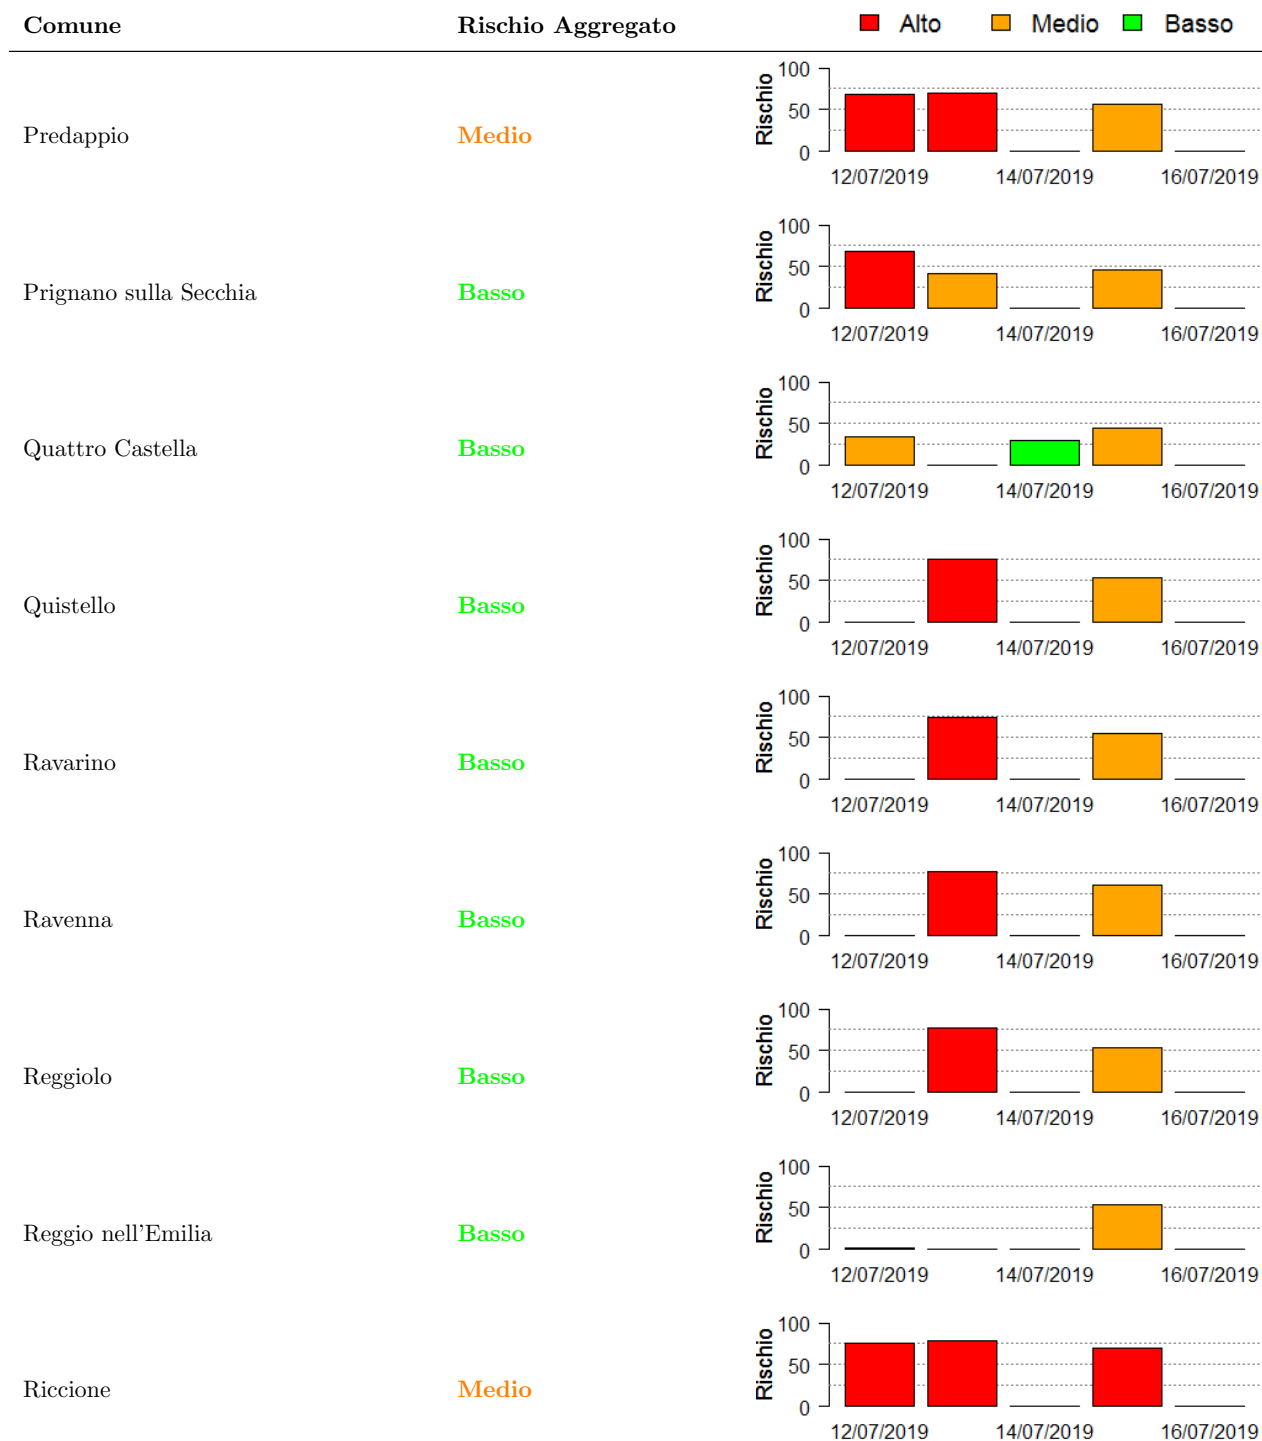 Comune Rischio Aggregato Alto Medio Basso
Predappio Medio
Rischio
100
50
0
12/07/2019 14/07/2019 16/07/2019
Prignano sulla Secchia Basso
Rischio
100
50
0
12/07/2019 14/07/2019 16/07/2019
Quattro Castella Basso
Rischio
100
50
0
12/07/2019 14/07/2019 16/07/2019
Quistello Basso
Rischio
100
50
0
12/07/2019 14/07/2019 16/07/2019
Ravarino Basso
Rischio
100
50
0
12/07/2019 14/07/2019 16/07/2019
Ravenna Basso
Rischio
100
50
0
12/07/2019 14/07/2019 16/07/2019
Reggiolo Basso
Rischio
100
50
0
12/07/2019 14/07/2019 16/07/2019
Reggio nell'Emilia Basso
Rischio
100
50
0
12/07/2019 14/07/2019 16/07/2019
Riccione Medio
Rischio
100
50
0
12/07/2019 14/07/2019 16/07/2019